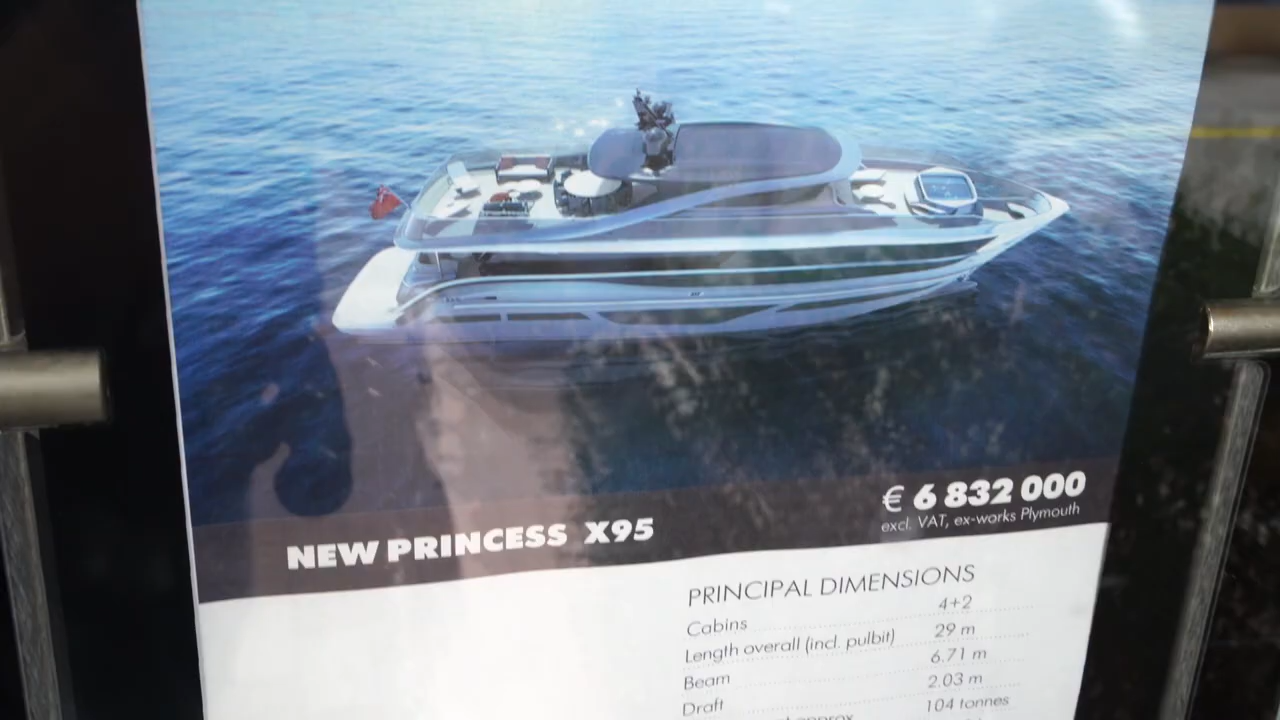 NEW PRINCESS X95
€ 6 832 000
excl. VAT, ex-works Plymouth
PRINCIPAL DIMENSIONS
Cabins 4+2
Length overall (incl. pulbit) 29 m
Beam 6.71 m
Draft 2.03 m
approx 104 tonnes